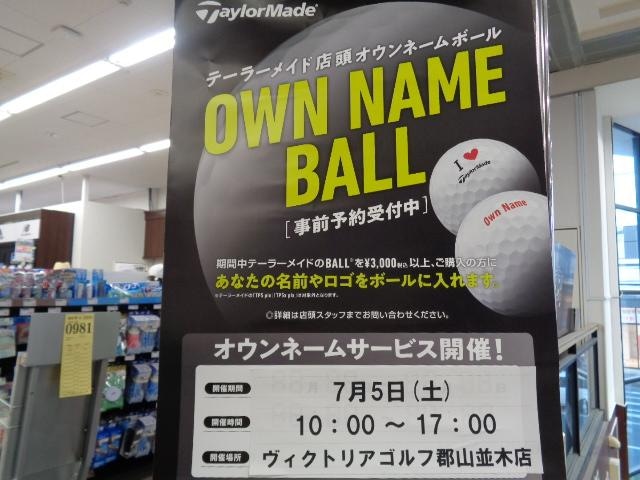 TaylorMade
テーラーメイド店頭オウンネームボール
OWN NAME
BALL
[事前予約受付中]
I ♥
TaylorMade
Own Name
期間中テーラーメイドのBALL※を¥3,000税込以上、ご購入の方に
あなたの名前やロゴをボールに入れます。
◎詳細は店頭スタッフまでお問い合わせください。
オウンネームサービス開催!
開催期間 7月5日(土)
開催時間 10:00 ~ 17:00
開催場所 ヴィクトリアゴルフ郡山並木店
0981